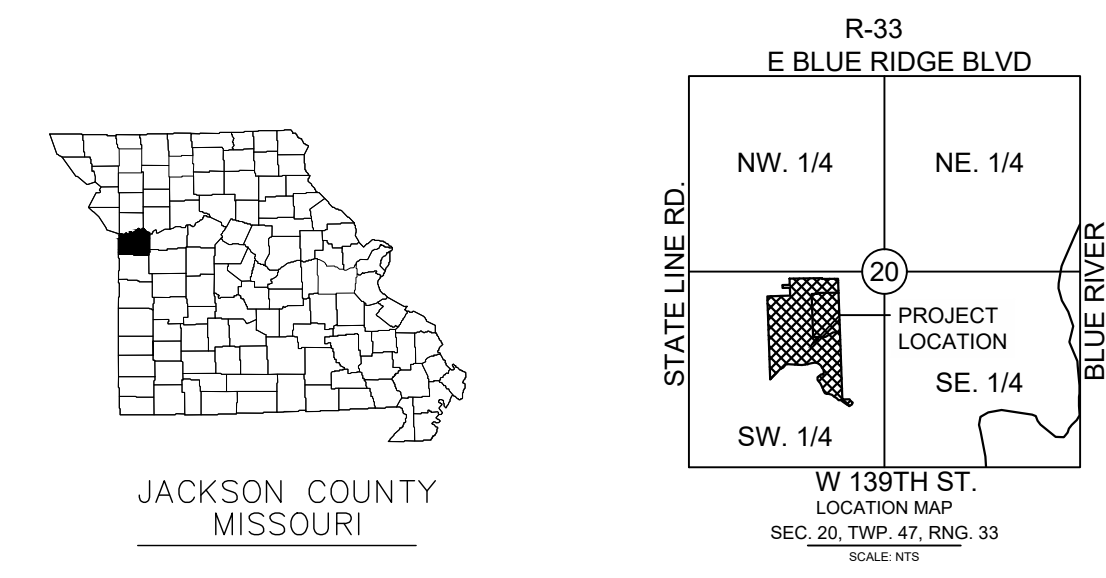 JACKSON COUNTY
MISSOURI
R-33
E BLUE RIDGE BLVD
NW. 1/4
NE. 1/4
STATE LINE RD.
20
BLUE RIVER
PROJECT
LOCATION
SE. 1/4
SW. 1/4
W 139TH ST.
LOCATION MAP
SEC. 20, TWP. 47, RNG. 33
SCALE: NTS